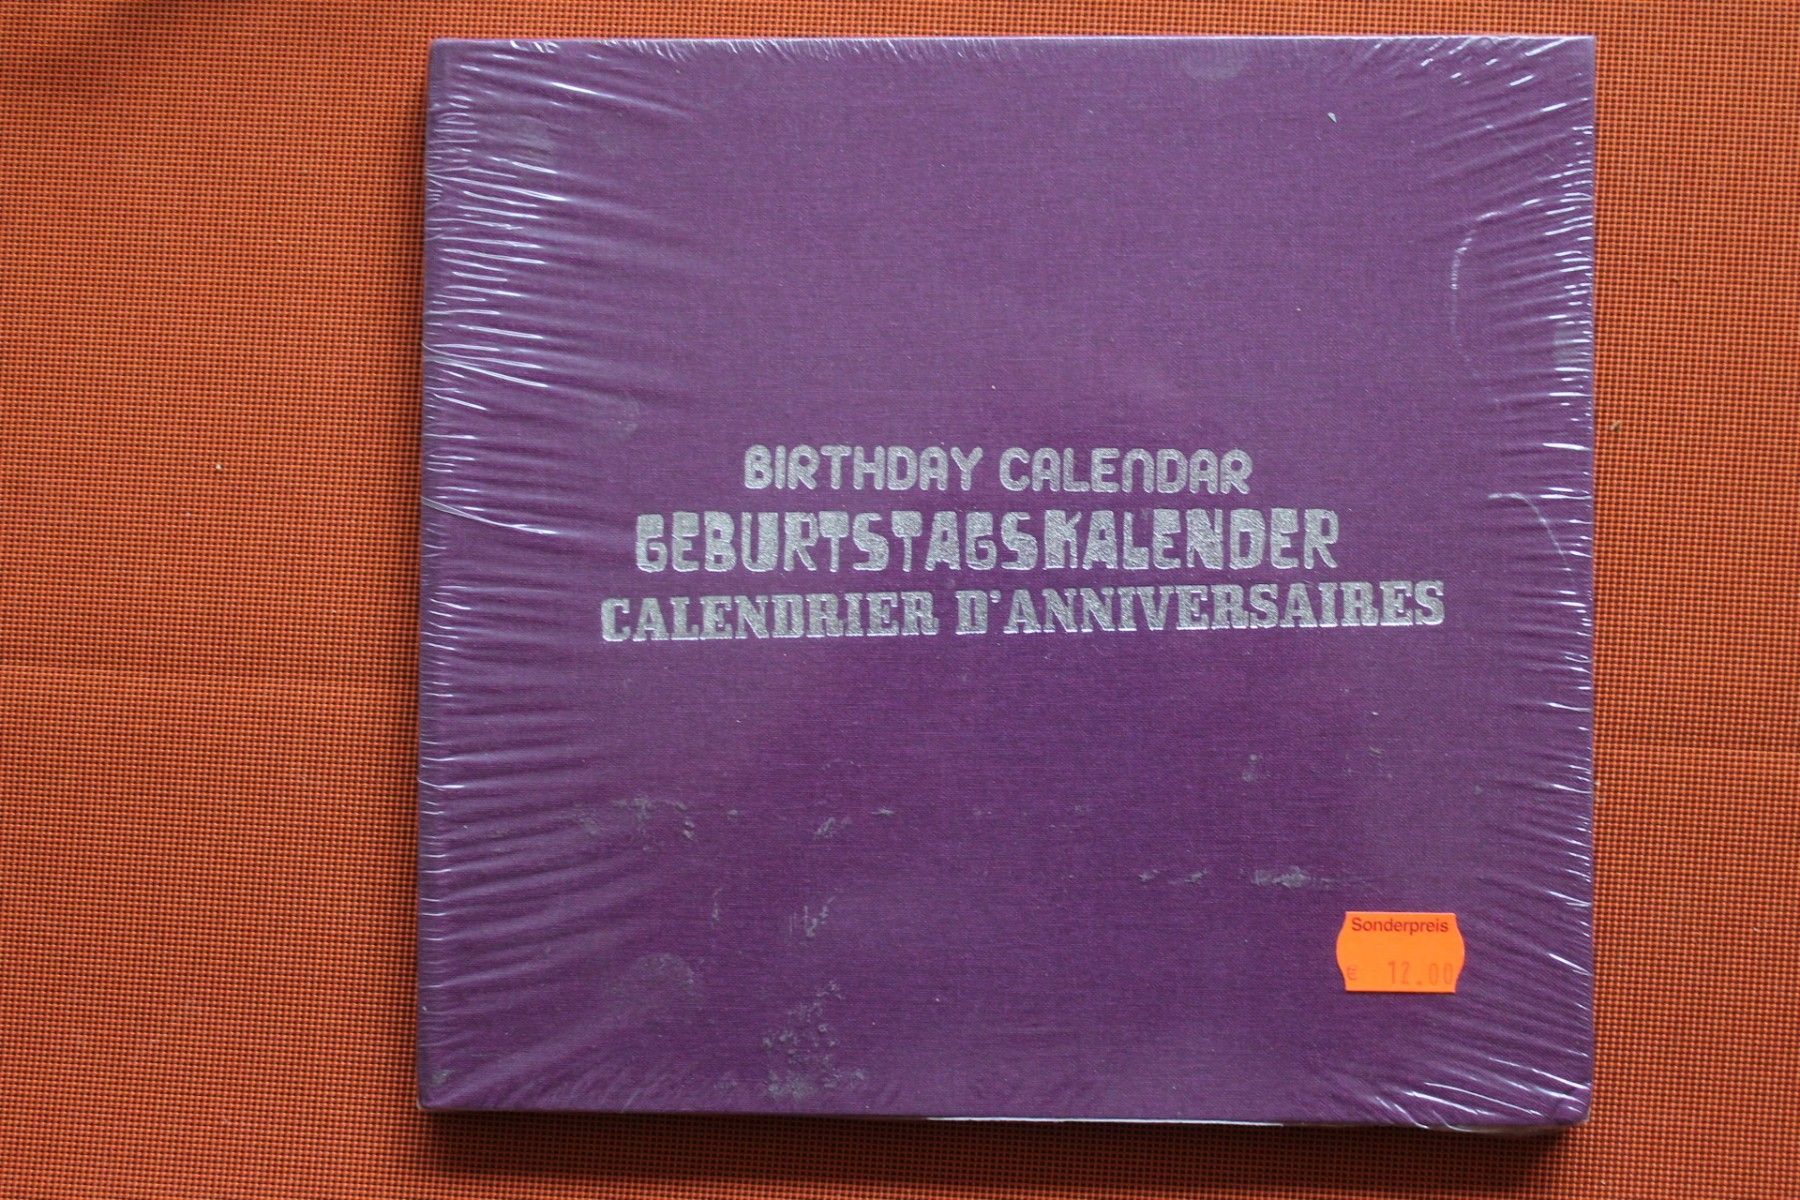 BIRTHDAY CALENDAR
GEBURTSTAGSKALENDER
CALENDRIER D'ANNIVERSAIRES
Sonderpreis
€ 12.00